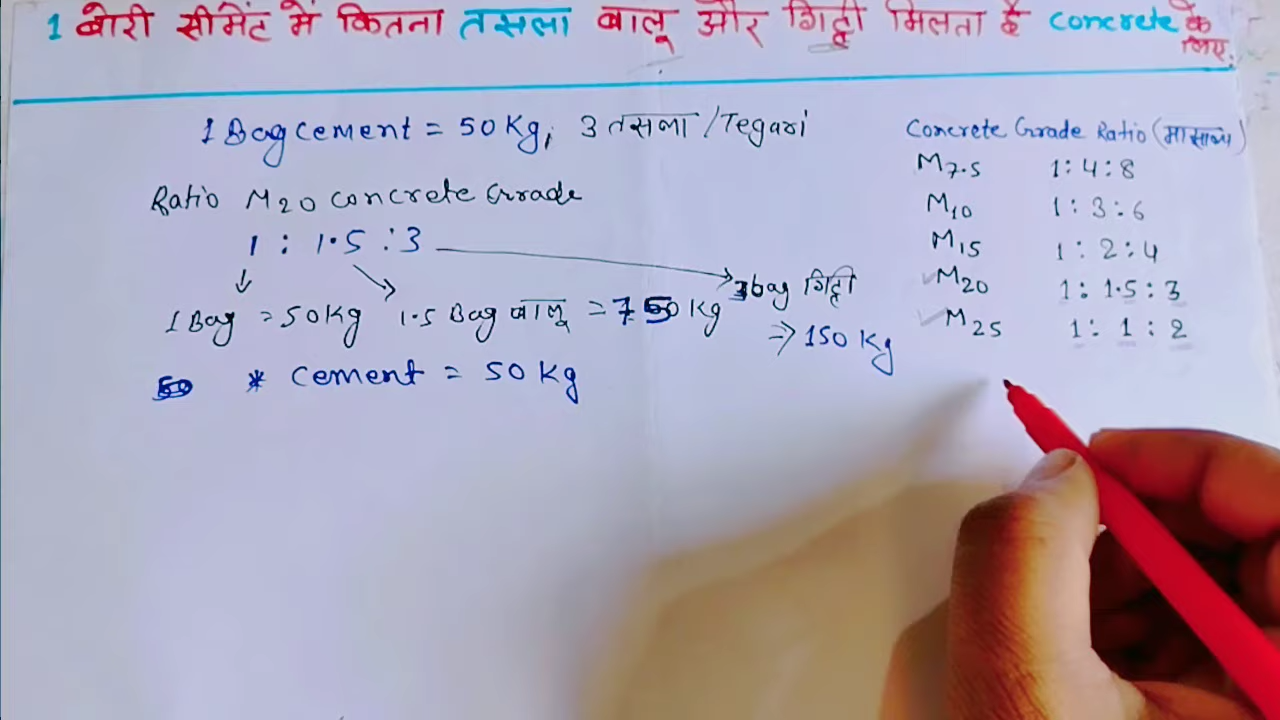 1 बोरी सीमेंट में कितना तसला बालू और गिट्टी मिलता है concrete के लिए:
1 Bag Cement = 50 Kg, 3 तसला / Tegari
Ratio M20 concrete Grade
1 : 1.5 : 3
3 bag गिट्टी
1 Bag = 50 Kg 1.5 Bag बालू = 750 Kg
⇒ 150 Kg
* Cement = 50 Kg
Concrete Grade Ratio (मासाला)
M7.5 1 : 4 : 8
M10 1 : 3 : 6
M15 1 : 2 : 4
M20 1 : 1.5 : 3
M25 1 : 1 : 2